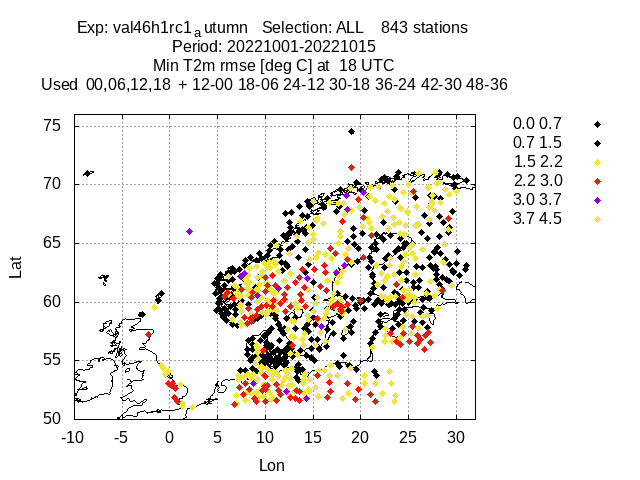 Exp: val46h1rc1autumn Selection: ALL 843 stations
Period: 20221001-20221015
Min T2m rmse [deg C] at 18 UTC
Used 00,06,12,18 + 12-00 18-06 24-12 30-18 36-24 42-30 48-36
75
70
65
60
55
50
Lat
-10 -5 0 5 10 15 20 25 30
Lon
0.0 0.7
0.7 1.5
1.5 2.2
2.2 3.0
3.0 3.7
3.7 4.5